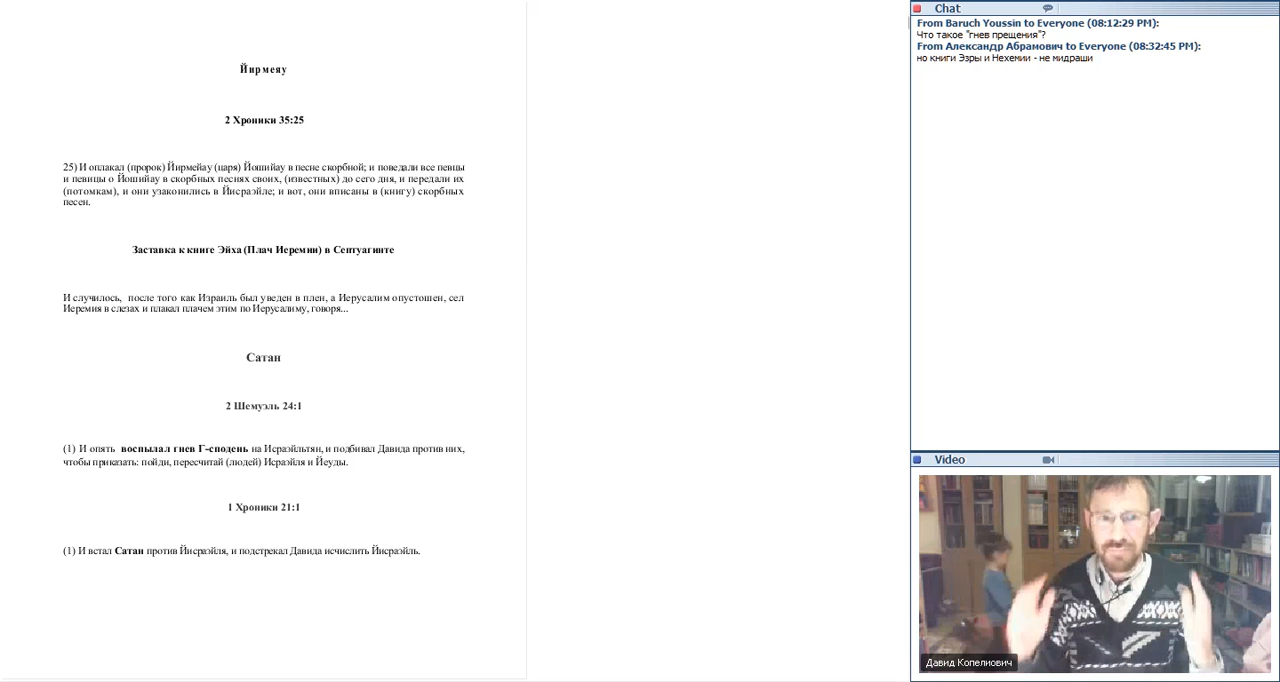 Йирмеяу
2 Хроники 35:25
25) И оплакал (пророк) Йирмейау (царя) Йошийау в песне скорбной; и поведали все певцы
и певицы о Йошийау в скорбных песнях своих, (известных) до сего дня, и передали их
(потомкам), и они узаконились в Йисраэйле; и вот, они вписаны в (книгу) скорбных
песен.
Заставка к книге Эйха (Плач Иеремии) в Септуагинте
И случилось, после того как Израиль был уведен в плен, а Иерусалим опустошен, сел
Иеремия в слезах и плакал плачем этим по Иерусалиму, говоря...
Сатан
2 Шемуэль 24:1
(1) И опять воспылал гнев Г-сподень на Исраэйльтян, и подбивал Давида против них,
чтобы приказать: пойди, пересчитай (людей) Исраэйля и Йеуды.
1 Хроники 21:1
(1) И встал Сатан против Йисраэйля, и подстрекал Давида исчислить Йисраэйль.
Chat
From Baruch Youssin to Everyone (08:12:29 PM):
Что такое "гнев прещения"?
From Александр Абрамович to Everyone (08:32:45 PM):
но книги Эзры и Нехемии - не мидраши
Video
Давид Копелиович